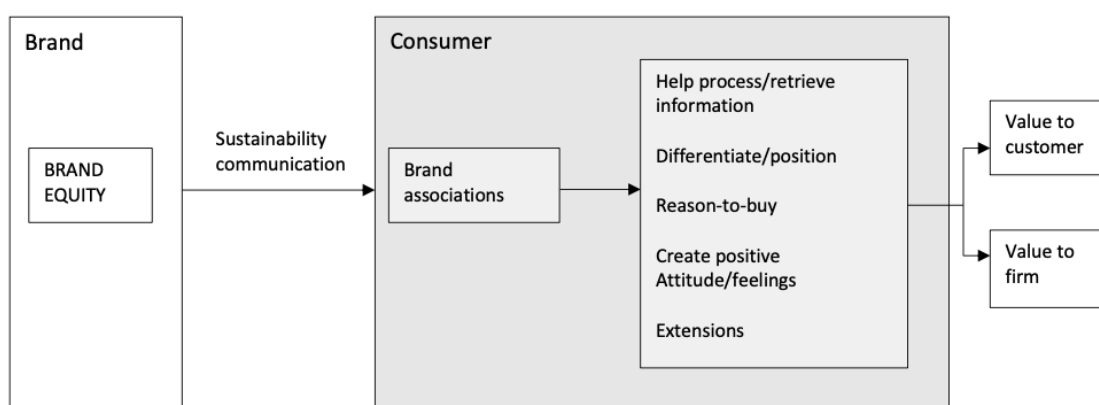 Brand
BRAND
EQUITY
Sustainability
communication
Consumer
Brand
associations
Help process/retrieve
information
Differentiate/position
Reason-to-buy
Create positive
Attitude/feelings
Extensions
Value to
customer
Value to
firm